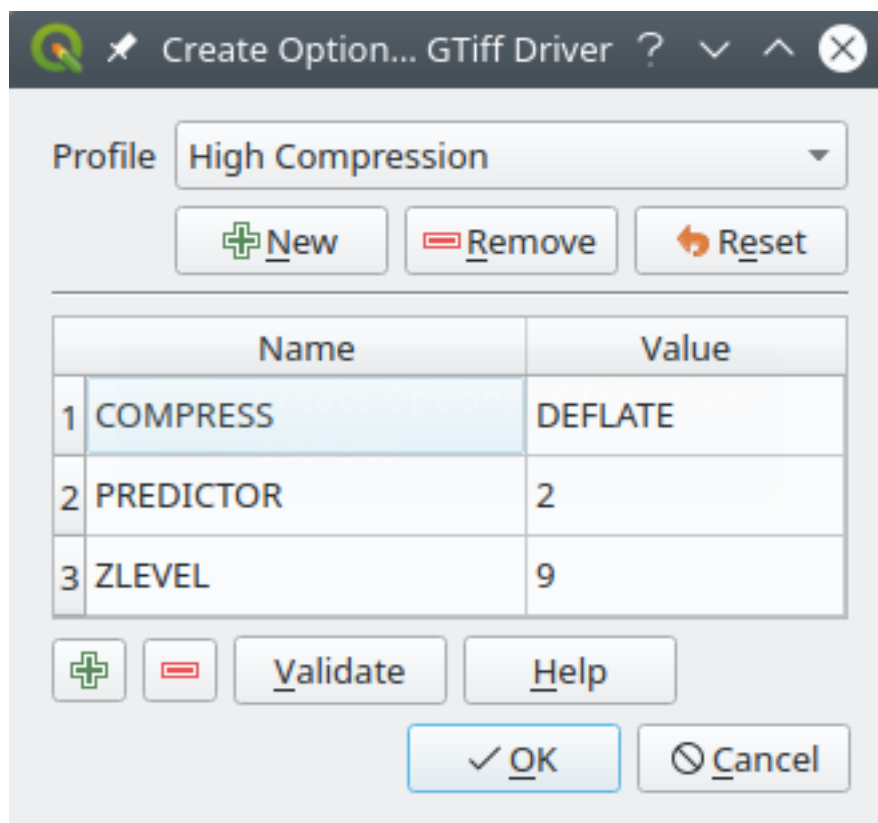 Create Option... GTiff Driver
Profile High Compression
New Remove Reset
Name Value
1 COMPRESS DEFLATE
2 PREDICTOR 2
3 ZLEVEL 9
Validate Help
OK Cancel